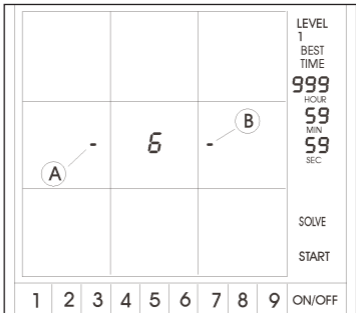 LEVEL
1
BEST
TIME
999
HOUR
59
MIN
59
SEC
B
- 6 -
A
SOLVE
START
1 2 3 4 5 6 7 8 9 ON/OFF